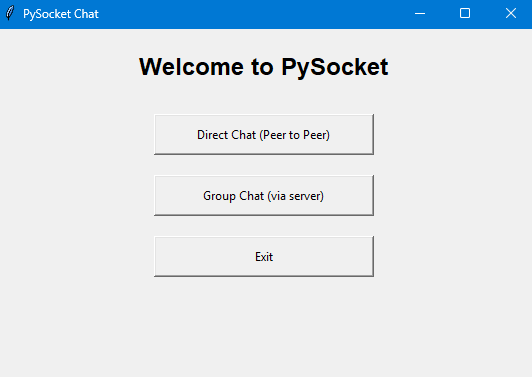 PySocket Chat
Welcome to PySocket
Direct Chat (Peer to Peer)
Group Chat (via server)
Exit